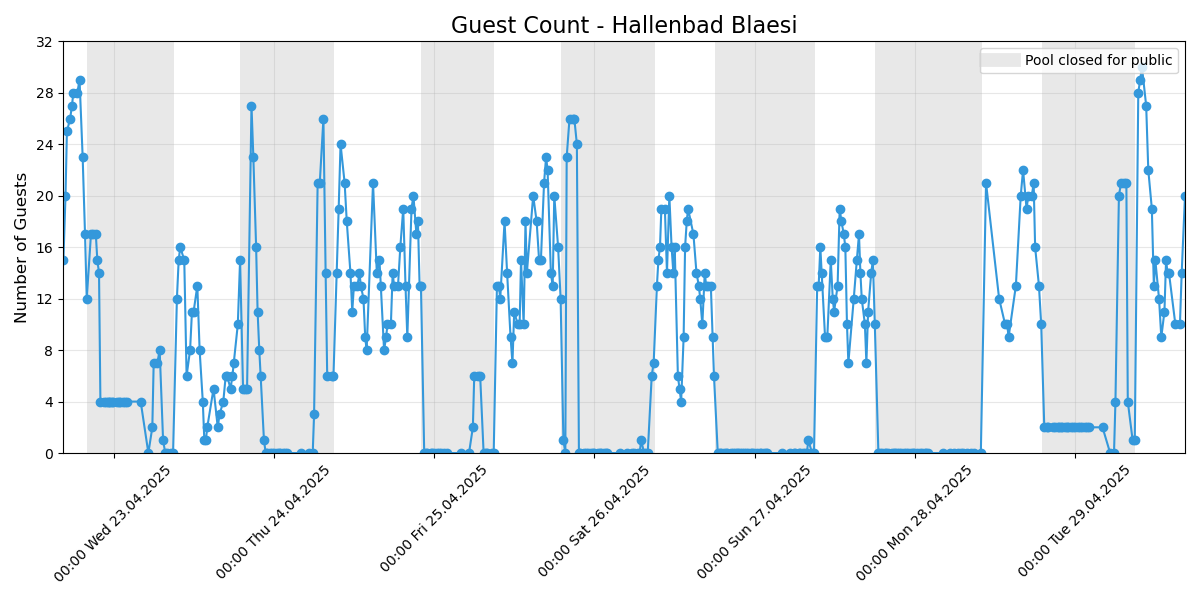 Guest Count - Hallenbad Blaesi
Pool closed for public
Number of Guests
32
28
24
20
16
12
8
4
0
00:00 Wed 23.04.2025
00:00 Thu 24.04.2025
00:00 Fri 25.04.2025
00:00 Sat 26.04.2025
00:00 Sun 27.04.2025
00:00 Mon 28.04.2025
00:00 Tue 29.04.2025